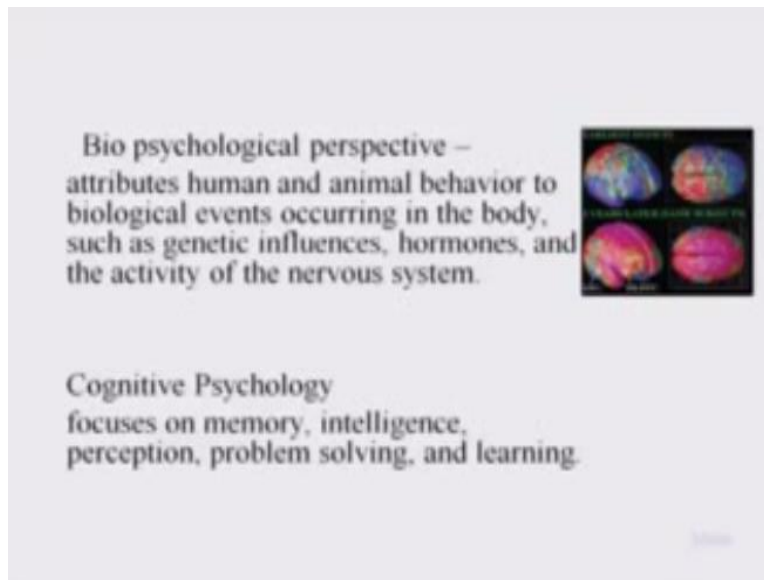 Bio psychological perspective –
attributes human and animal behavior to
biological events occurring in the body,
such as genetic influences, hormones, and
the activity of the nervous system.
Cognitive Psychology
focuses on memory, intelligence,
perception, problem solving, and learning.